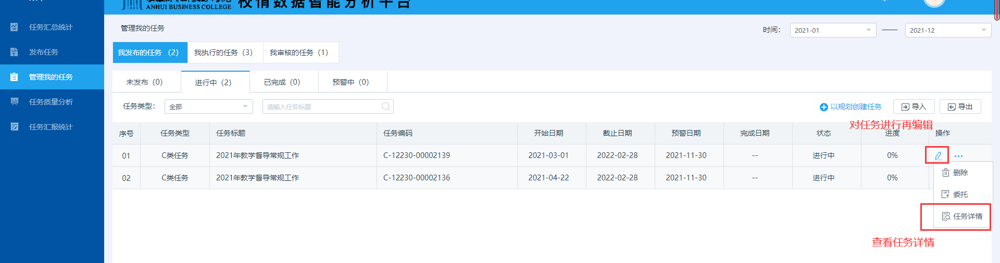 ANHUI BUSINESS COLLEGE 校情数据智能分析平台
任务汇总统计
发布任务
管理我的任务
任务质量分析
任务汇报统计
管理我的任务
时间： 2021-01 —— 2021-12
我发布的任务 （2） 我执行的任务（3） 我审核的任务（1）
未发布（0） 进行中（2） 已完成（0） 预警中（0）
任务类型： 全部 请输入任务标题 以规划创建任务 导入 导出
对任务进行再编辑
序号 任务类型 任务标题 任务编码 开始日期 截止日期 预警日期 完成日期 状态 进度 操作
01 C类任务 2021年教学督导常规工作 C-12230-00002139 2021-03-01 2022-02-28 2021-11-30 -- 进行中 0% ...
02 C类任务 2021年教学督导常规工作 C-12230-00002136 2021-04-22 2022-02-28 2021-11-30 -- 进行中 0%
删除
委托
任务详情
查看任务详情